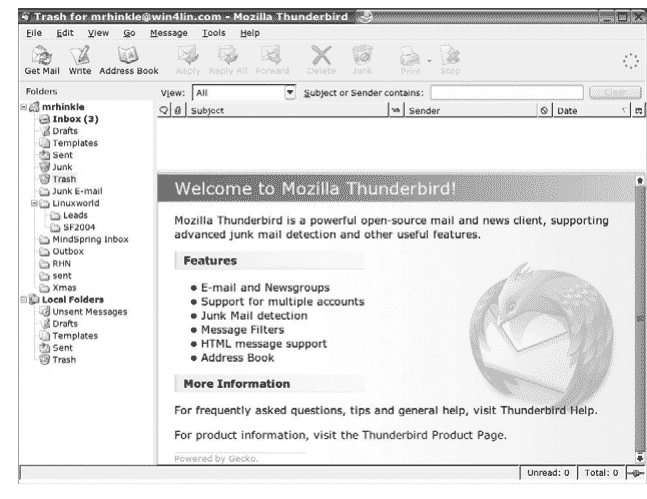 Trash for mrhinkle@win4lin.com - Mozilla Thunderbird
File Edit View Go Message Tools Help
Get Mail Write Address Book Reply Reply All Forward Delete Junk Print Stop
Folders
View: All Subject or Sender contains: Clear
Subject Sender Date
mrhinkle
Inbox (3)
Drafts
Templates
Sent
Junk
Trash
Junk E-mail
Linuxworld
Leads
SF2004
MindSpring Inbox
Outbox
RHN
sent
Xmas
Local Folders
Unsent Messages
Drafts
Templates
Sent
Trash
Welcome to Mozilla Thunderbird!
Mozilla Thunderbird is a powerful open-source mail and news client, supporting
advanced junk mail detection and other useful features.
Features
• E-mail and Newsgroups
• Support for multiple accounts
• Junk Mail detection
• Message Filters
• HTML message support
• Address Book
More Information
For frequently asked questions, tips and general help, visit Thunderbird Help.
For product information, visit the Thunderbird Product Page.
Powered by Gecko.
Unread: 0 Total: 0